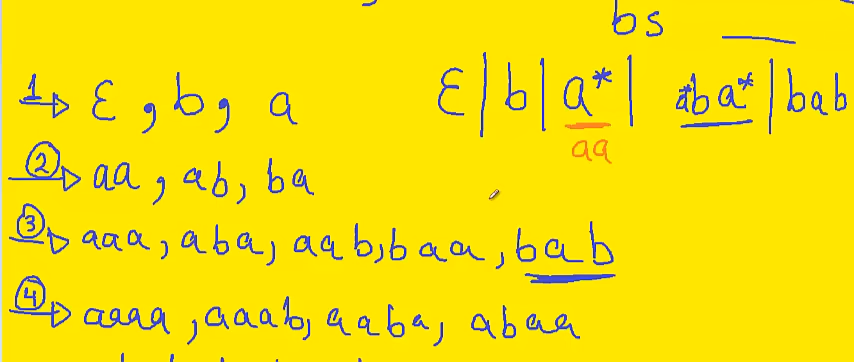 bs
1 → ε, b, a
ε|b|a*| a*ba*|bab
aa
2 → aa, ab, ba
3 → aaa, aba, aab, baa, bab
4 → aaaa, aaab, aaba, abaa